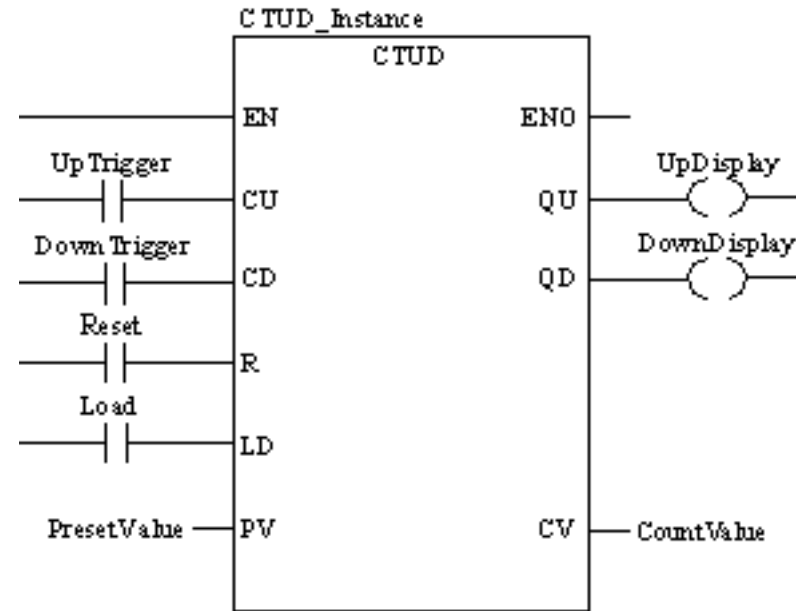 CTUD_Instance
CTUD
EN ENO
UpTrigger UpDisplay
CU QU
DownTrigger DownDisplay
CD QD
Reset
R
Load
LD
PresetValue PV CV CountValue